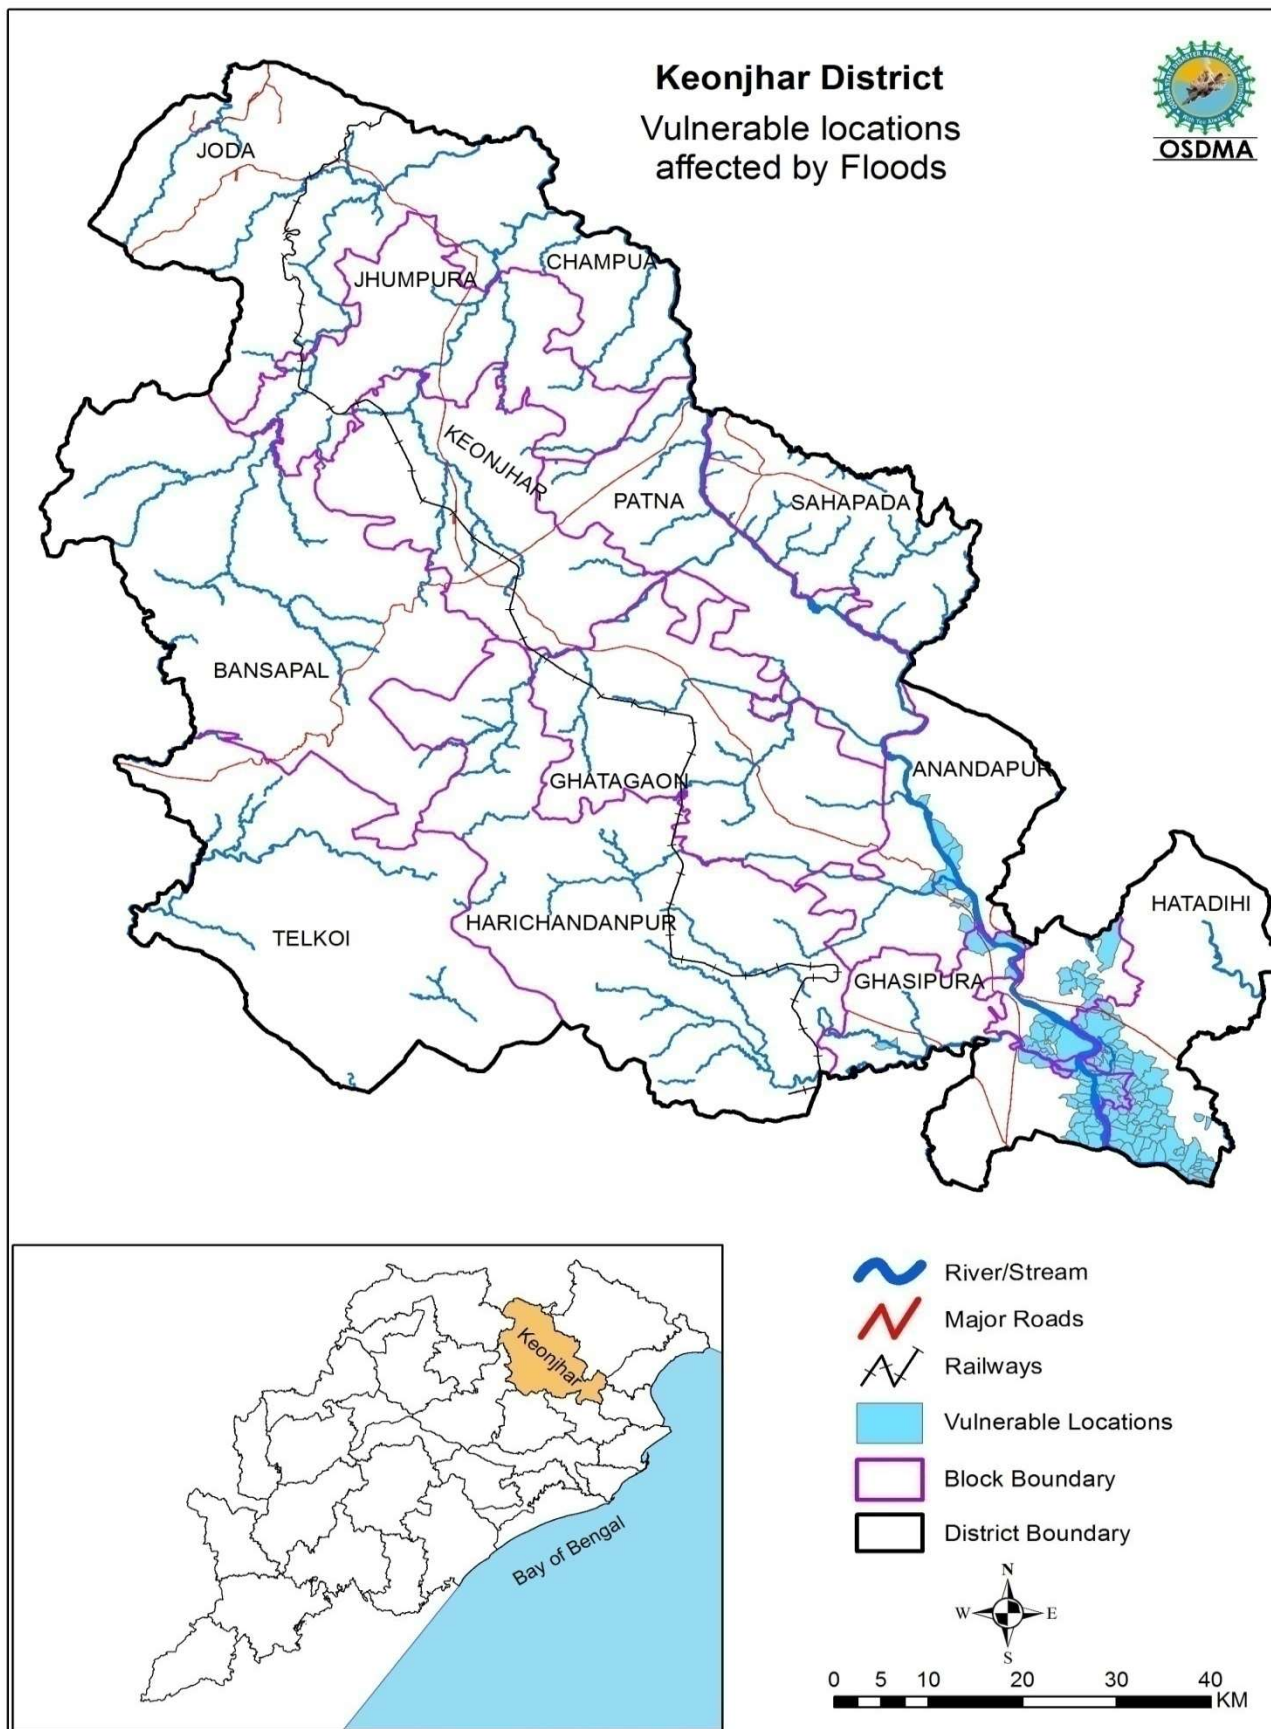 Keonjhar District
Vulnerable locations
affected by Floods
OSDMA
JODA
JHUMPURA
CHAMPUA
KEONJHAR
PATNA
SAHAPADA
BANSAPAL
GHATAGAON
ANANDAPUR
HATADIHI
HARICHANDANPUR
TELKOI
GHASIPURA
Keonjhar
Bay of Bengal
River/Stream
Major Roads
Railways
Vulnerable Locations
Block Boundary
District Boundary
N
W E
S
0 5 10 20 30 40
KM